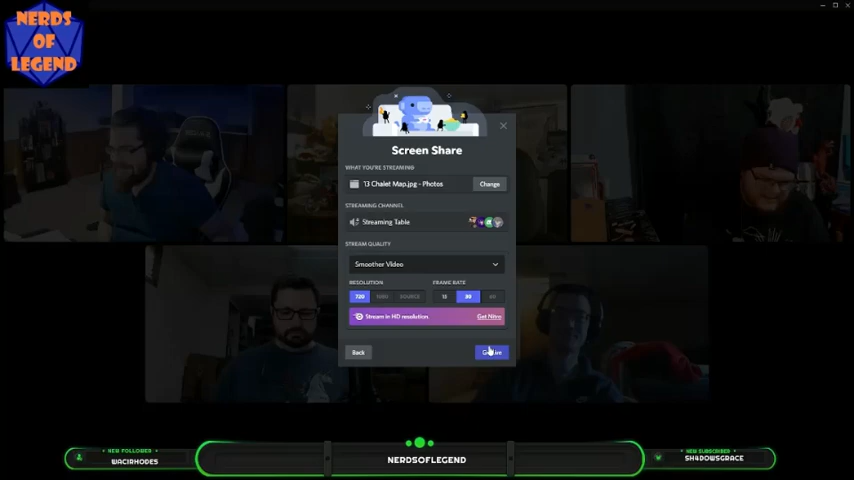 NERDS
OF
LEGEND
Screen Share
WHAT YOU'RE STREAMING
13 Chalet Map.jpg - Photos
Change
STREAMING CHANNEL
Streaming Table
STREAM QUALITY
Smoother Video
RESOLUTION
FRAME RATE
720
1080
SOURCE
15
30
60
Stream in HD resolution.
Get Nitro
Back
NEW FOLLOWER
WACIRHODES
NERDSOFLEGEND
NEW SUBSCRIBER
SH4DOWSGRACE